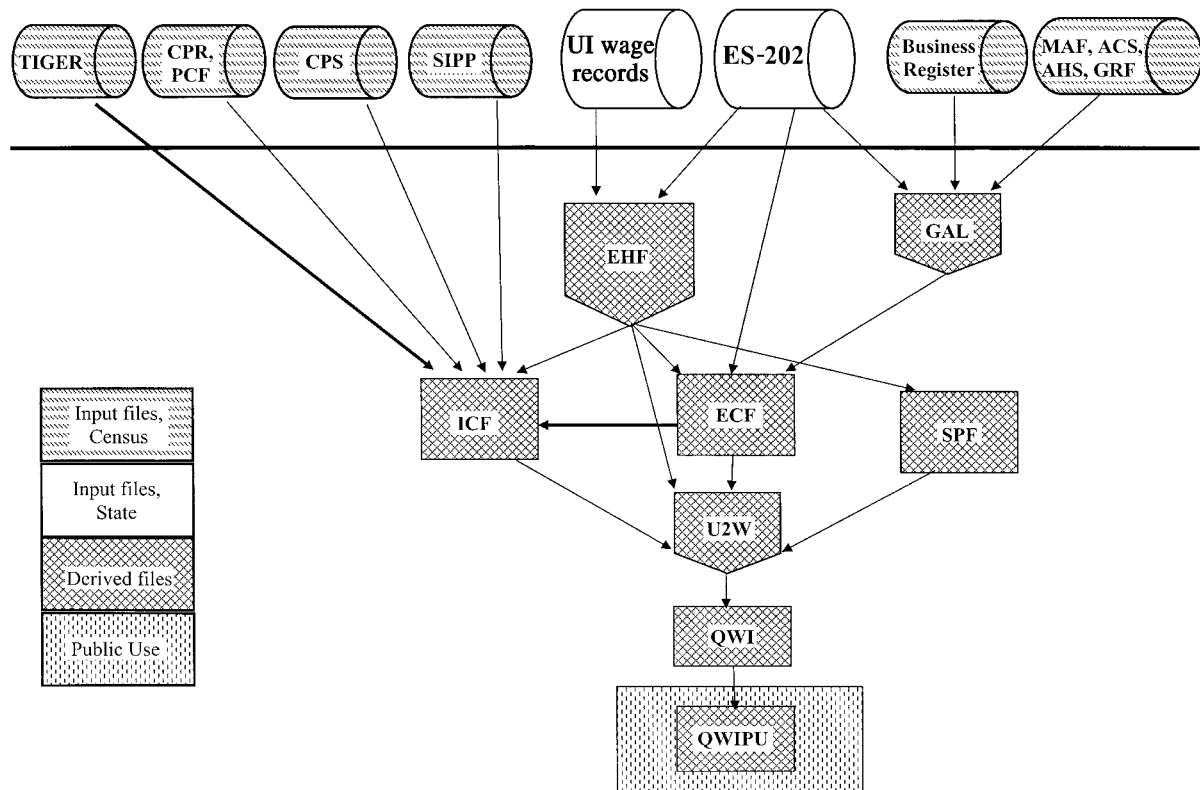 TIGER
CPR,
PCF
CPS
SIPP
UI wage
records
ES-202
Business
Register
MAF, ACS,
AHS, GRF
EHF
GAL
ICF
ECF
SPF
U2W
QWI
QWIPU
Input files,
Census
Input files,
State
Derived files
Public Use